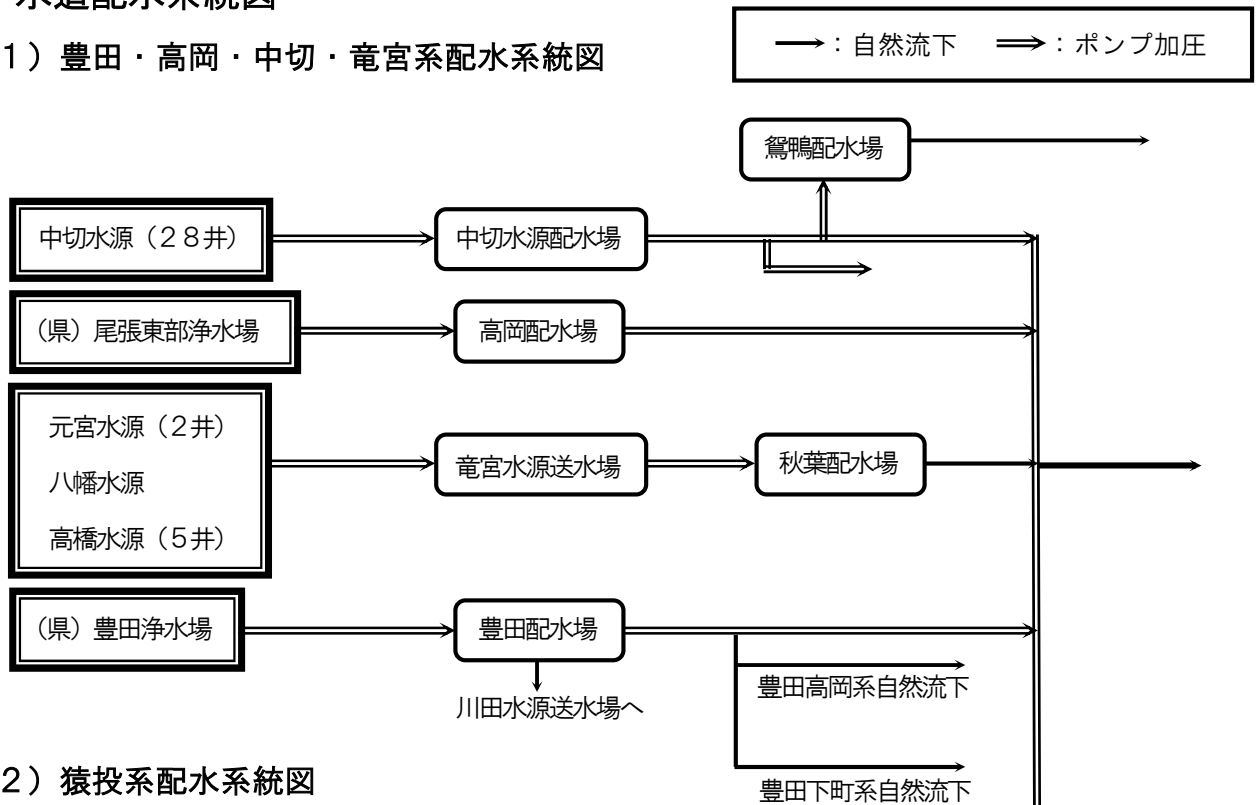 水道配水系統図
1）豊田・高岡・中切・竜宮系配水系統図
：自然流下　：ポンプ加圧
鴛鴨配水場
中切水源（２８井）
中切水源配水場
（県）尾張東部浄水場
高岡配水場
元宮水源（２井）
八幡水源
高橋水源（５井）
竜宮水源送水場
秋葉配水場
（県）豊田浄水場
豊田配水場
川田水源送水場へ
豊田高岡系自然流下
豊田下町系自然流下
2）猿投系配水系統図